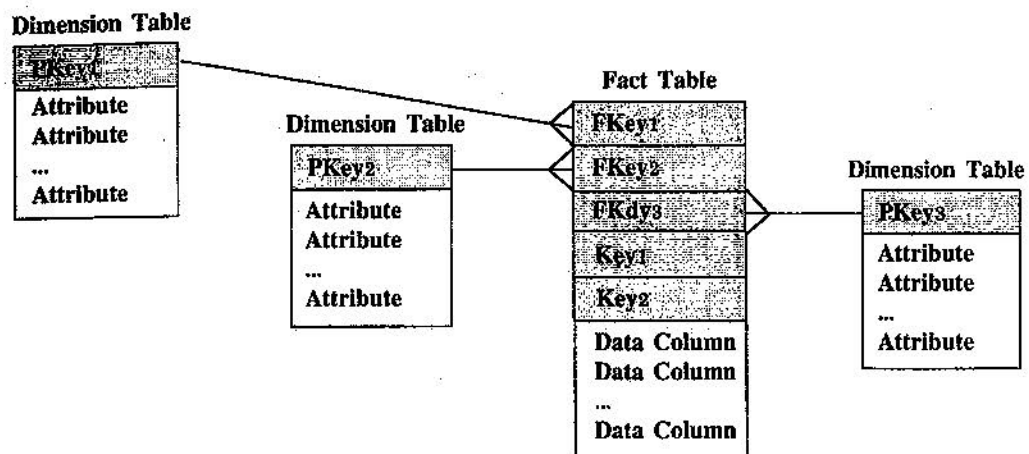 Dimension Table
PKey1
Attribute
Attribute
...
Attribute
Dimension Table
PKey2
Attribute
Attribute
...
Attribute
Fact Table
FKey1
FKey2
FKdy3
Key1
Key2
Data Column
Data Column
...
Data Column
Dimension Table
PKey3
Attribute
Attribute
...
Attribute